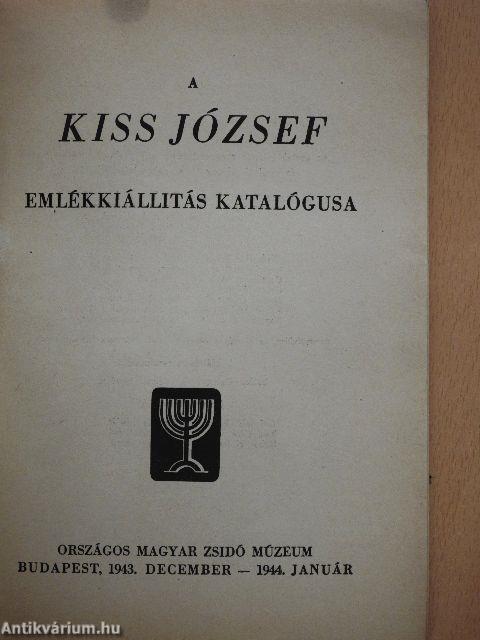 A
KISS JÓZSEF
EMLÉKKIÁLLITÁS KATALÓGUSA
ORSZÁGOS MAGYAR ZSIDÓ MÚZEUM
BUDAPEST, 1943. DECEMBER — 1944. JANUÁR
Antikvárium.hu